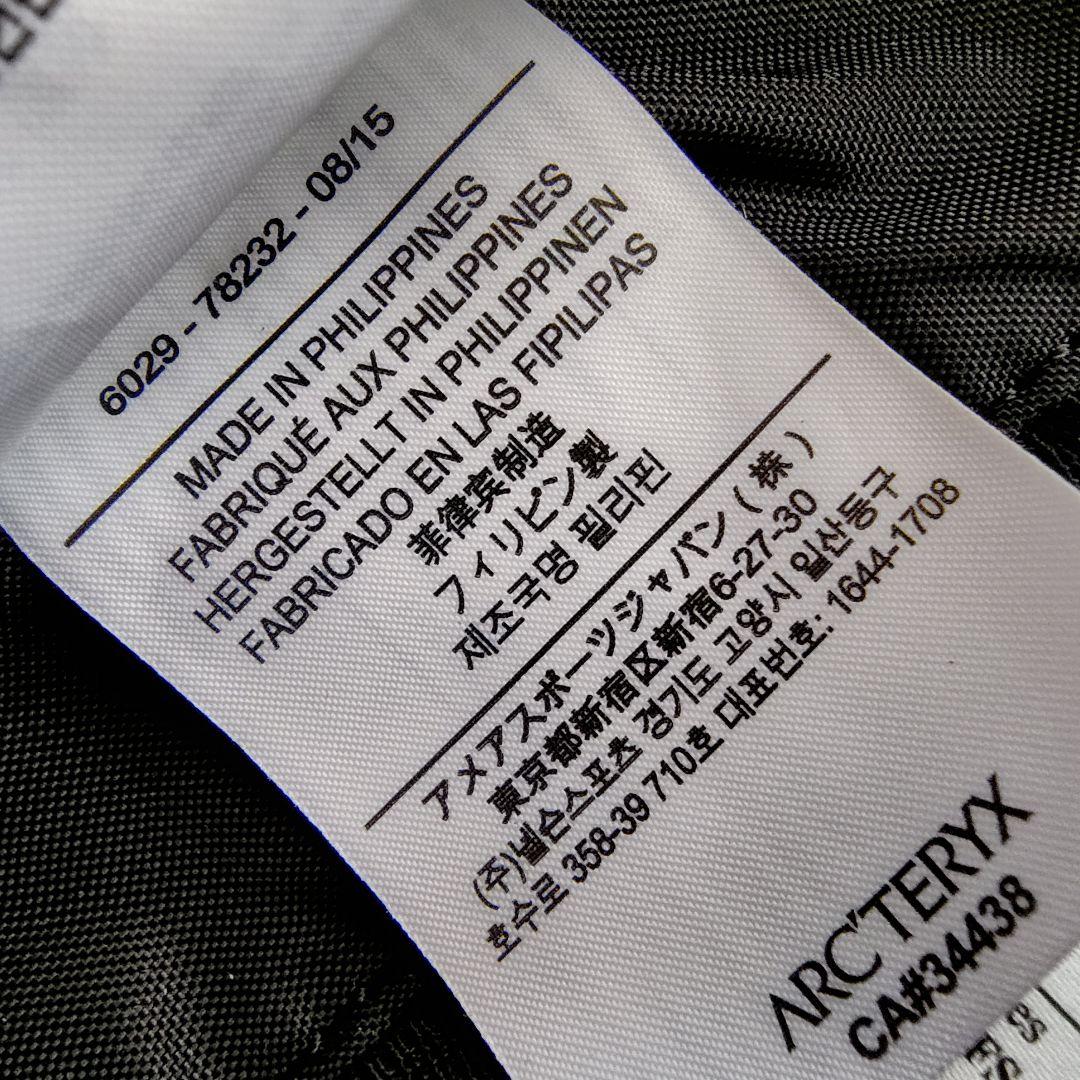 6029 - 78232 - 08/15
MADE IN PHILIPPINES
FABRIQUÉ AUX PHILIPPINES
HERGESTELLT IN PHILIPPINEN
FABRICADO EN LAS FIPILIPAS
菲律宾制造
フィリピン製
제조국명 필리핀
アメアスポーツジャパン(株)
東京都新宿区新宿6-27-30
(주)넬슨스포츠 경기도 고양시 일산동구
호수로 358-39 710호 대표번호: 1644-1708
ARC'TERYX
CA#34438